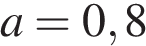 a = 0, 8